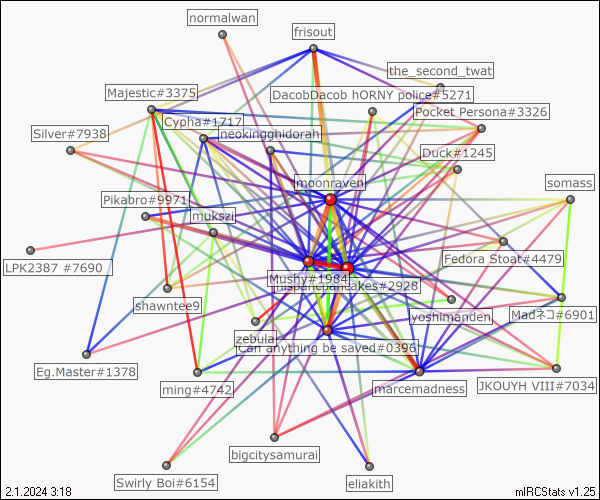 normalwan
frisout
the_second_twat
Majestic#3375
DacobDacob hORNY police#5271
Pocket Persona#3326
Cypha#1717
neokingghidorah
Silver#7938
Duck#1245
moonraven
somass
Pikabro#9971
mukszi
Fedora Stoat#4479
LPK2387 #7690
Mushy#1984
pancakes#2928
shawntee9
yoshimanden
Madネコ#6901
zebula
Can anything be saved#0396
Eg.Master#1378
ming#4742
marcemadness
JKOUYH VIII#7034
bigcitysamurai
Swirly Boi#6154
eliakith
2.1.2024 3:18
mIRCStats v1.25